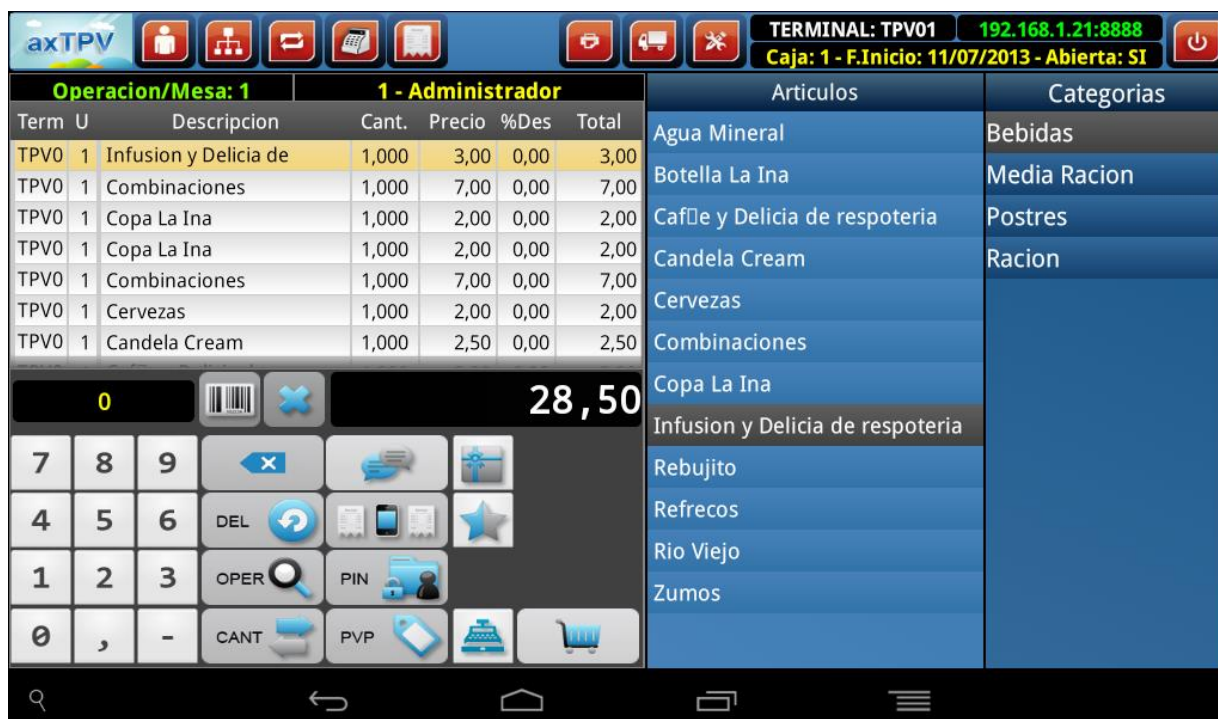 axTPV
TERMINAL: TPV01 192.168.1.21:8888
Caja: 1 - F.Inicio: 11/07/2013 - Abierta: SI
Operacion/Mesa: 1 1 - Administrador
Term U Descripcion Cant. Precio %Des Total
TPV0 1 Infusion y Delicia de 1,000 3,00 0,00 3,00
TPV0 1 Combinaciones 1,000 7,00 0,00 7,00
TPV0 1 Copa La Ina 1,000 2,00 0,00 2,00
TPV0 1 Copa La Ina 1,000 2,00 0,00 2,00
TPV0 1 Combinaciones 1,000 7,00 0,00 7,00
TPV0 1 Cervezas 1,000 2,00 0,00 2,00
TPV0 1 Candela Cream 1,000 2,50 0,00 2,50
0 28,50
7 8 9
4 5 6 DEL
1 2 3 OPER PIN
0 , - CANT PVP
Articulos
Agua Mineral
Botella La Ina
Caf▯e y Delicia de respoteria
Candela Cream
Cervezas
Combinaciones
Copa La Ina
Infusion y Delicia de respoteria
Rebujito
Refrecos
Rio Viejo
Zumos
Categorias
Bebidas
Media Racion
Postres
Racion